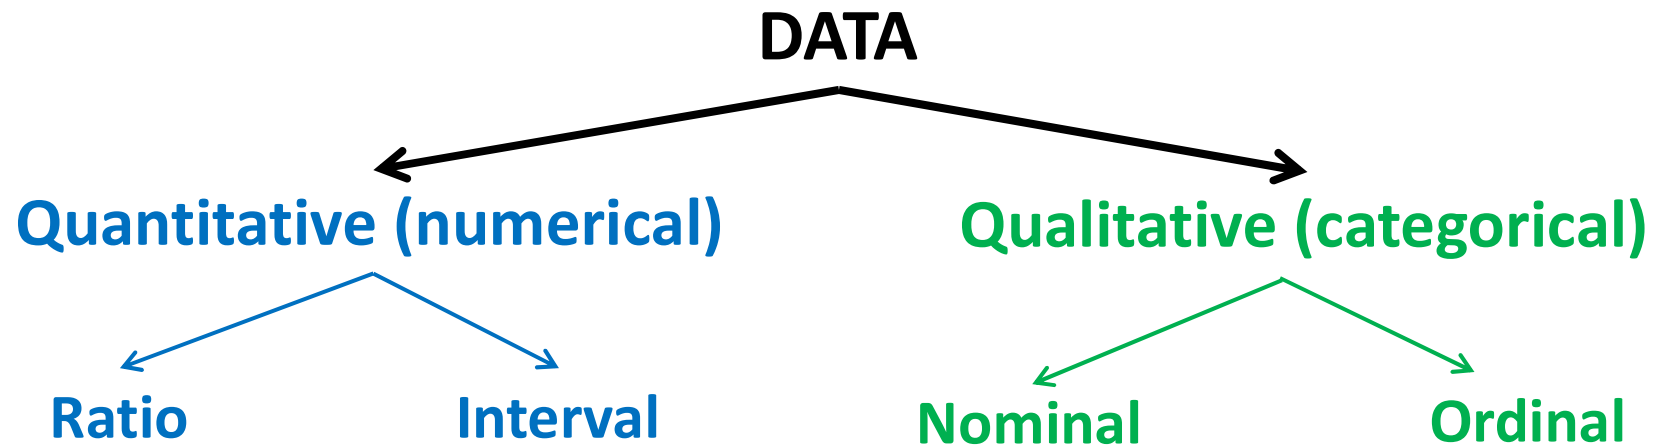 DATA
Quantitative (numerical)
Qualitative (categorical)
Ratio
Interval
Nominal
Ordinal